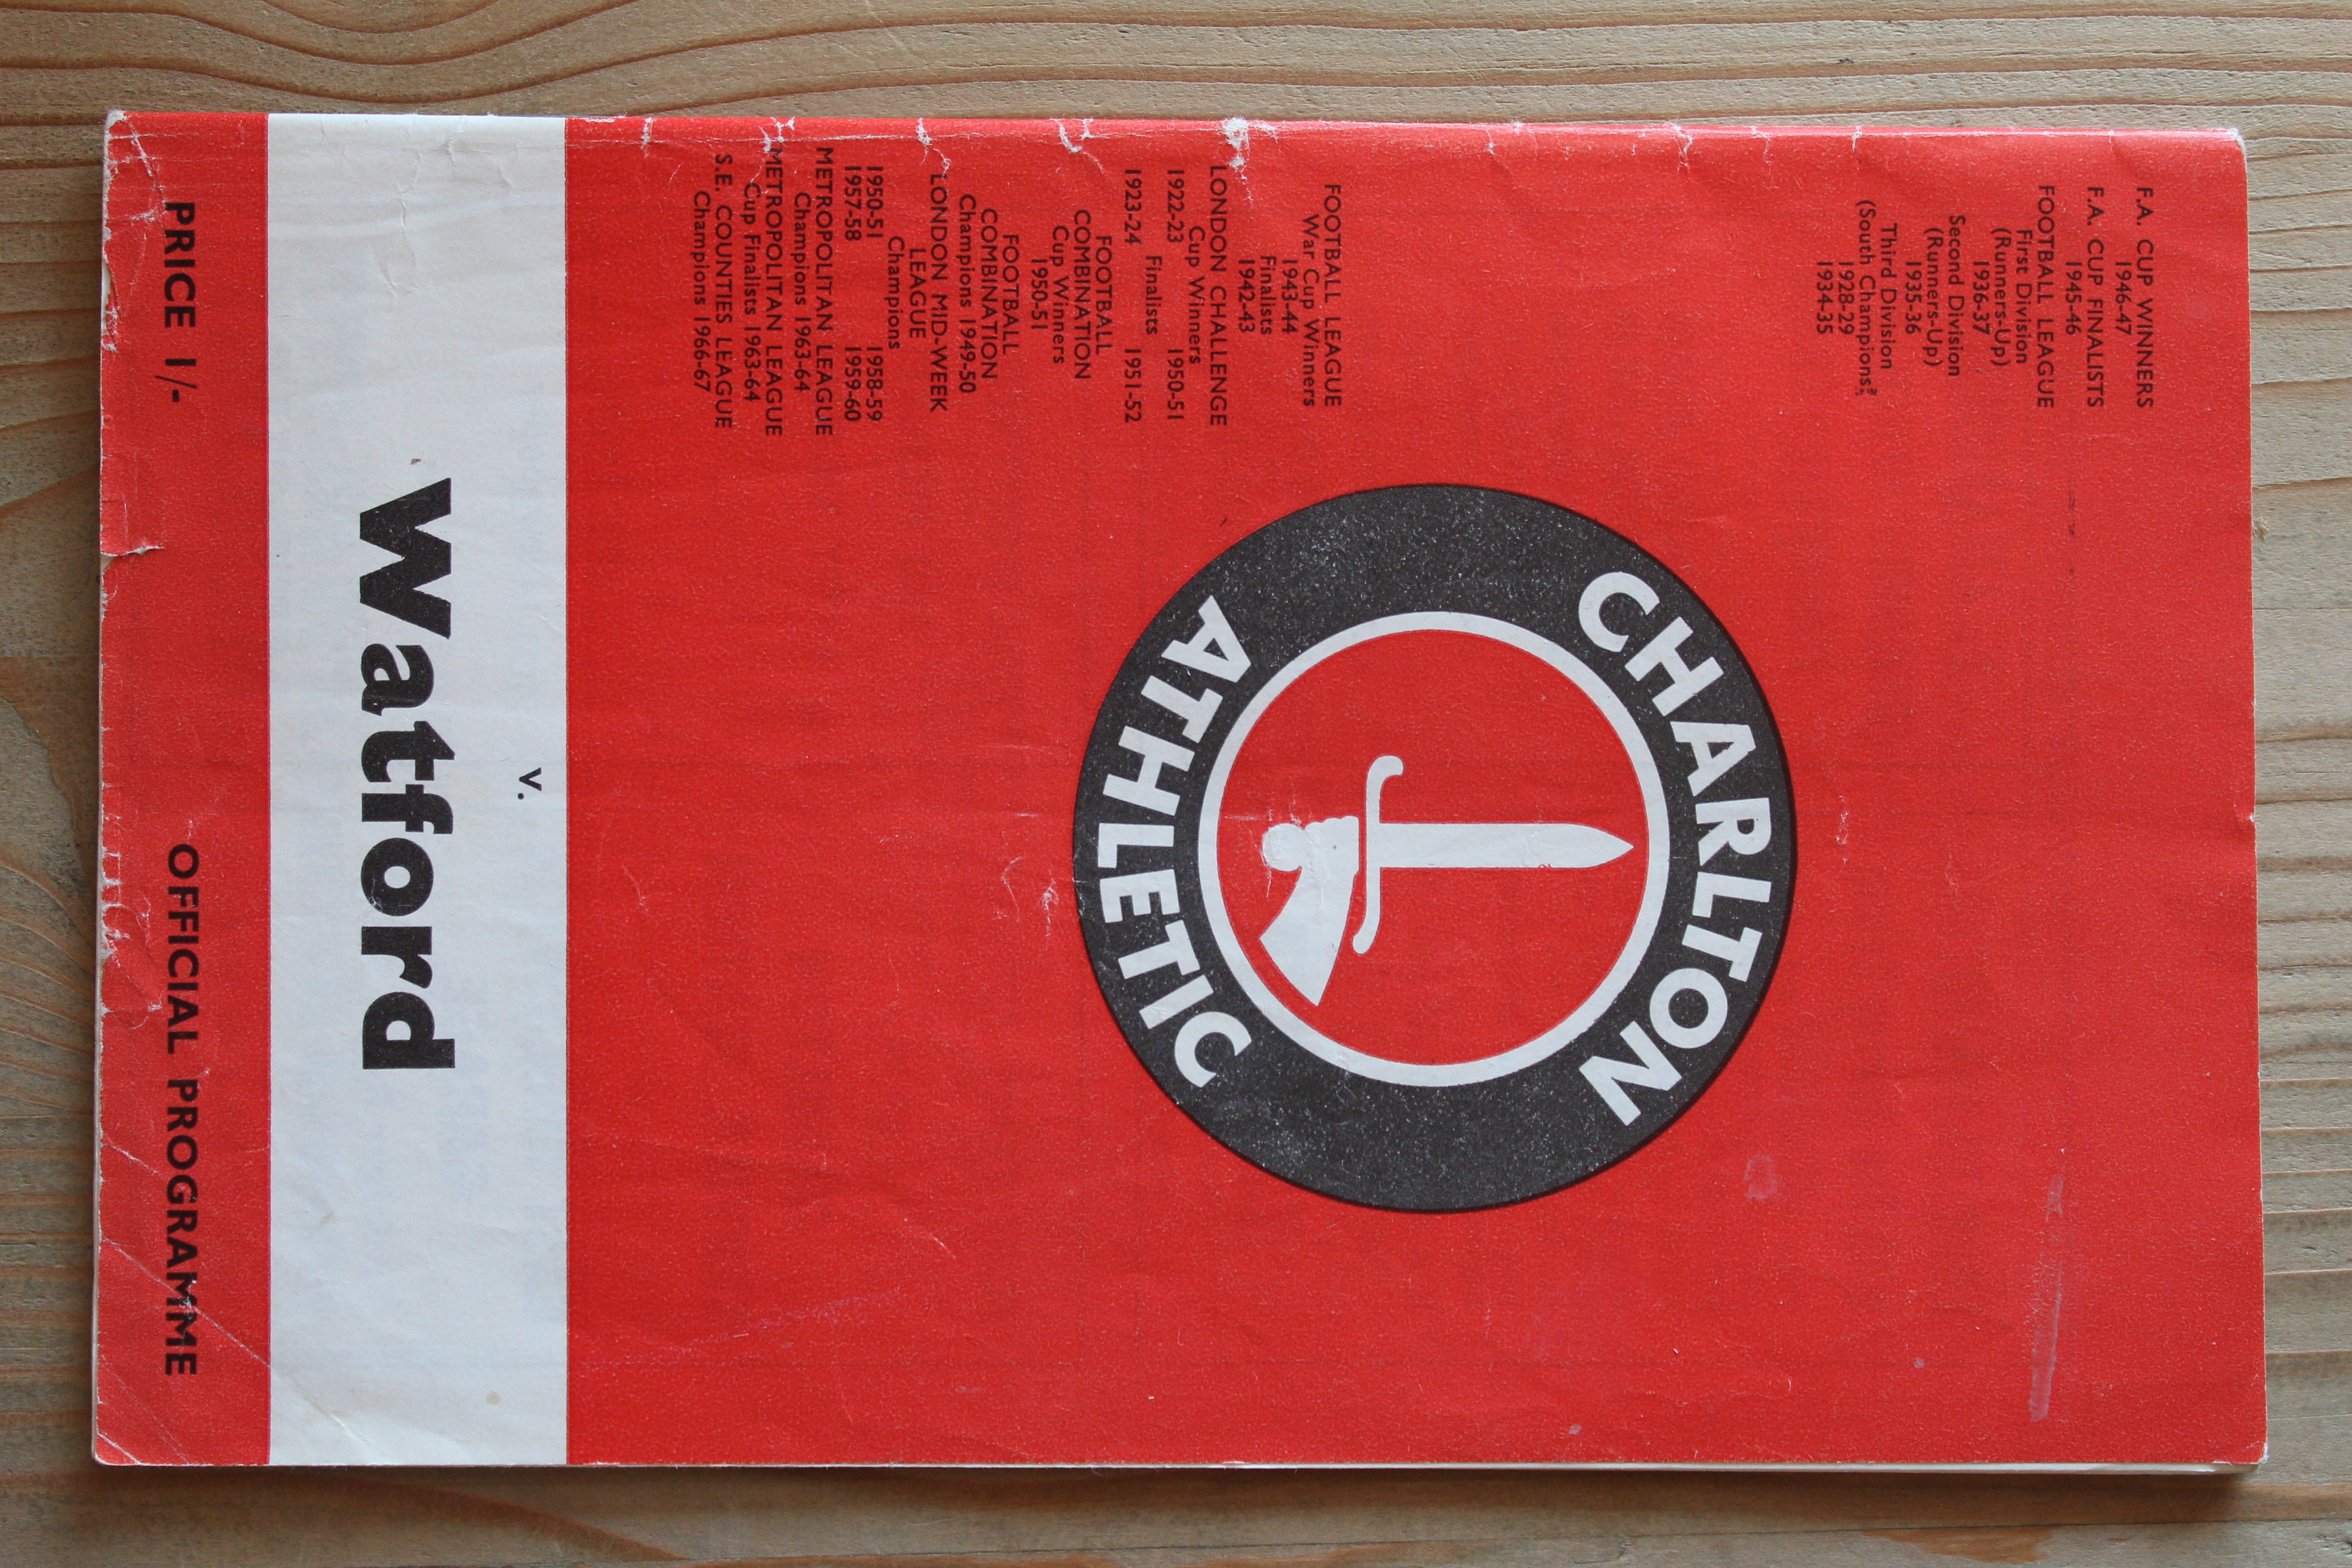 F.A. CUP WINNERS
1946-47
F.A. CUP FINALISTS
1945-46
FOOTBALL LEAGUE
First Division
(Runners-Up)
1936-37
Second Division
(Runners-Up)
1935-36
Third Division
(South Champions)
1928-29
1934-35
CHARLTON
ATHLETIC
FOOTBALL LEAGUE
War Cup Winners
1943-44
Finalists
1942-43
LONDON CHALLENGE
Cup Winners
1922-23 1950-51
Finalists
1923-24 1951-52
FOOTBALL
COMBINATION
Cup Winners
1950-51
FOOTBALL
COMBINATION
Champions 1949-50
LONDON MID-WEEK
LEAGUE
Champions
1950-51 1958-59
1957-58 1959-60
METROPOLITAN LEAGUE
Champions 1963-64
METROPOLITAN LEAGUE
Cup Finalists 1963-64
S.E. COUNTIES LEAGUE
Champions 1966-67
v.
Watford
PRICE 1/- OFFICIAL PROGRAMME